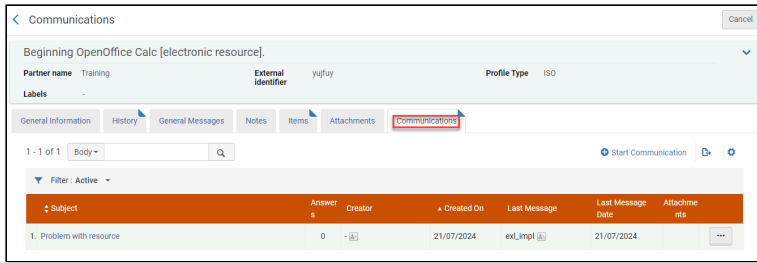 Communications
Cancel
Beginning OpenOffice Calc [electronic resource].
Partner name Training External identifier yujfuy Profile Type ISO
Labels -
General Information History General Messages Notes Items Attachments Communications
1 - 1 of 1 Body Start Communication
Filter : Active
Subject Answers Creator Created On Last Message Last Message Date Attachments
1. Problem with resource 0 - 21/07/2024 exl_impl 21/07/2024 ...